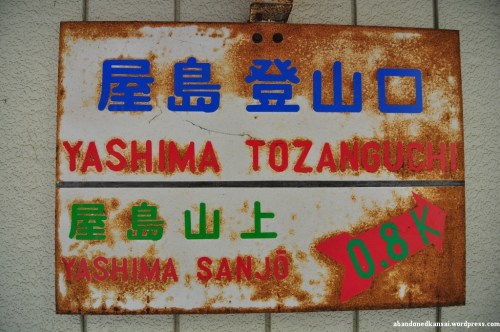 屋島 登山口
YASHIMA TOZANGUCHI
屋島山上
YASHIMA SANJŌ
0.8K
abandonedkansai.wordpress.com